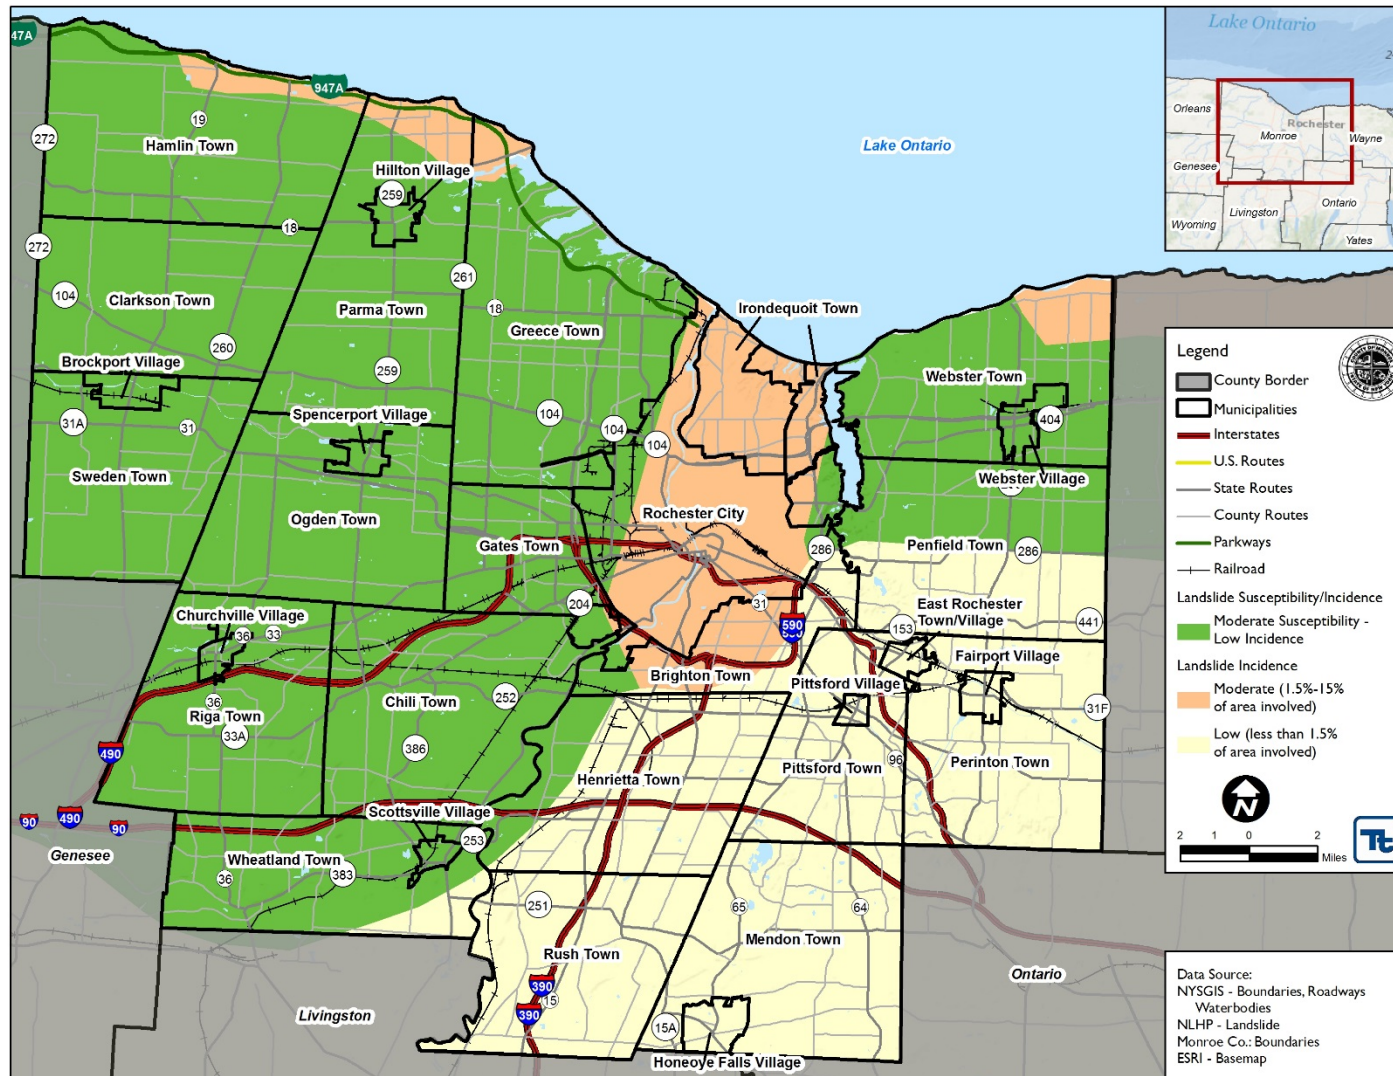 47A
947A
Lake Ontario
272
19
Hamlin Town
Hillton Village
259
18
272
104
Clarkson Town
Parma Town
261
18
Greece Town
Irondequoit Town
Lake Ontario
260
Brockport Village
259
Webster Town
31A
31
Spencerport Village
104
104
104
404
Sweden Town
Webster Village
Ogden Town
Rochester City
Gates Town
286
Penfield Town
286
204
31
590
Churchville Village
36
33
East Rochester
Town/Village
153
441
Fairport Village
Brighton Town
Pittsford Village
36
Riga Town
33A
Chili Town
252
31F
490
386
Henrietta Town
Pittsford Town
96
Perinton Town
Scottsville Village
90
490
90
253
Genesee
Wheatland Town
36
383
251
65
64
Rush Town
Mendon Town
Ontario
390
15
390
Livingston
15A
Honeoye Falls Village
Orleans
Rochester
Monroe
Wayne
Genesee
Ontario
Livingston
Wyoming
Yates
2
Legend
County Border
Municipalities
Interstates
U.S. Routes
State Routes
County Routes
Parkways
Railroad
Landslide Susceptibility/Incidence
Moderate Susceptibility -
Low Incidence
Landslide Incidence
Moderate (1.5%-15%
of area involved)
Low (less than 1.5%
of area involved)
N
2 1 0 2
Miles
Tt
Data Source:
NYSGIS - Boundaries, Roadways
Waterbodies
NLHP - Landslide
Monroe Co.: Boundaries
ESRI - Basemap